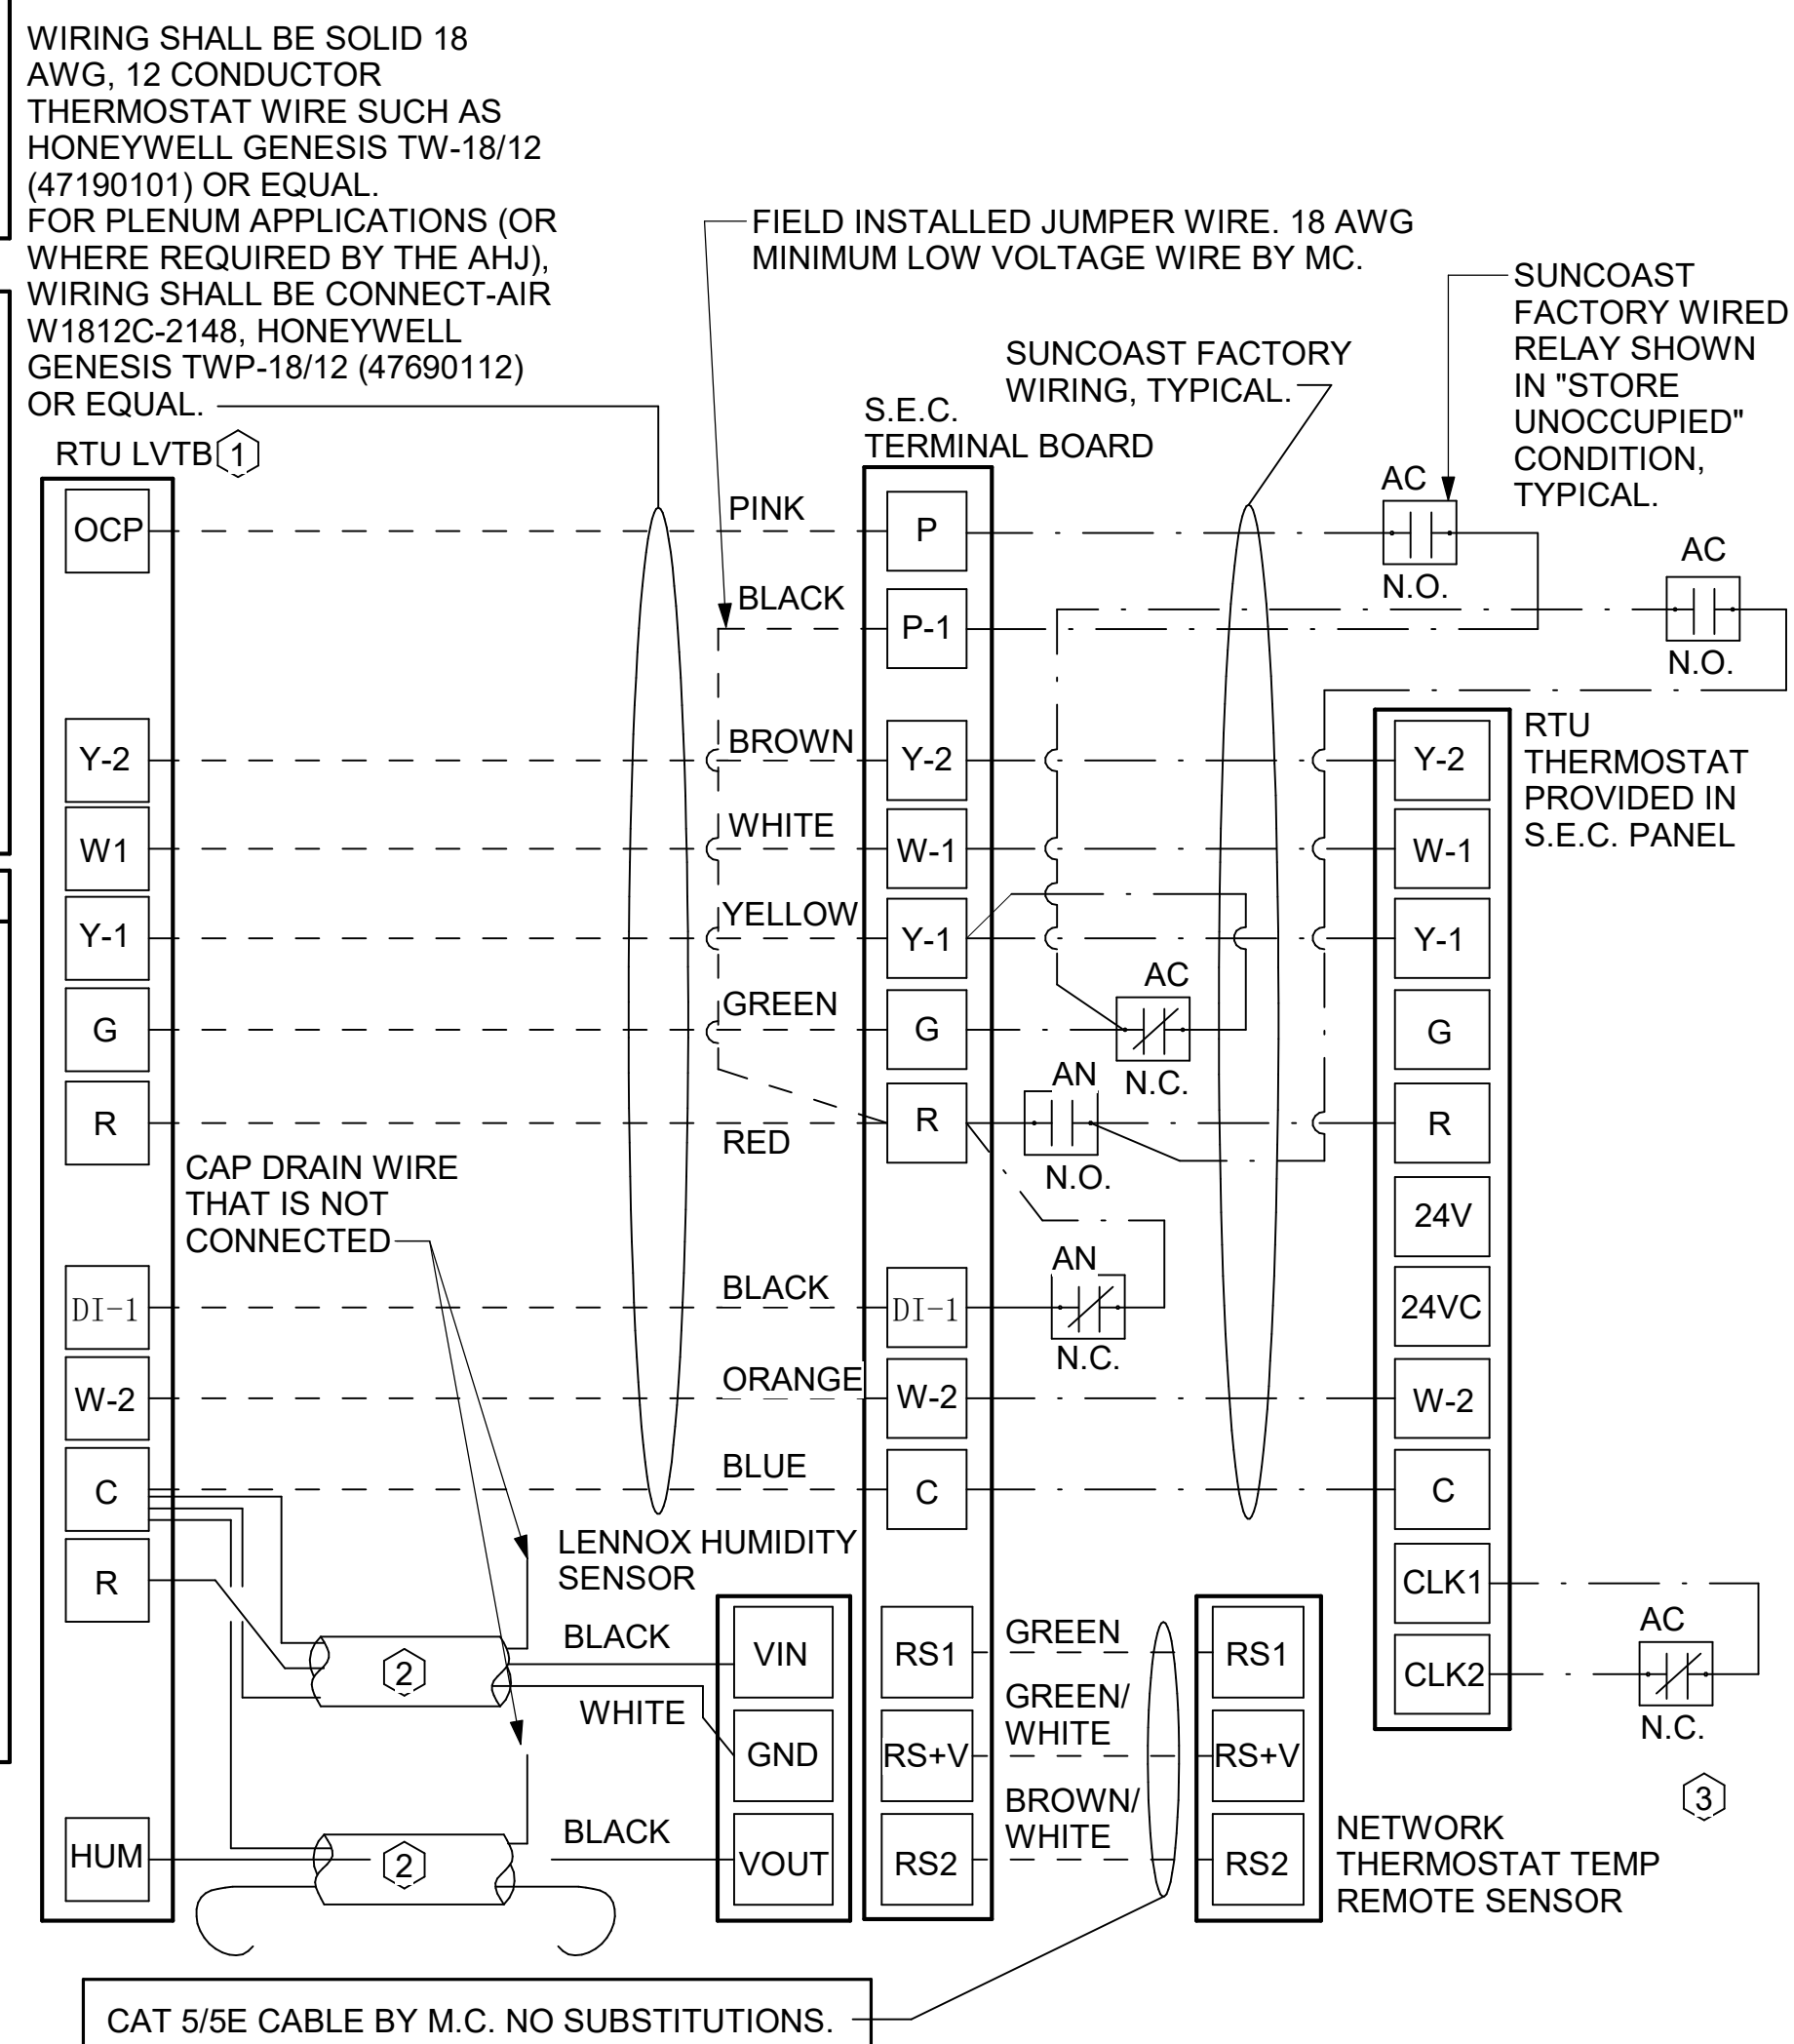 WIRING SHALL BE SOLID 18
AWG, 12 CONDUCTOR
THERMOSTAT WIRE SUCH AS
HONEYWELL GENESIS TW-18/12
(47190101) OR EQUAL.
FOR PLENUM APPLICATIONS (OR
WHERE REQUIRED BY THE AHJ),
WIRING SHALL BE CONNECT-AIR
W1812C-2148, HONEYWELL
GENESIS TWP-18/12 (47690112)
OR EQUAL.
FIELD INSTALLED JUMPER WIRE. 18 AWG
MINIMUM LOW VOLTAGE WIRE BY MC.
SUNCOAST FACTORY
WIRING, TYPICAL.
SUNCOAST
FACTORY WIRED
RELAY SHOWN
IN "STORE
UNOCCUPIED"
CONDITION,
TYPICAL.
RTU LVTB 1
OCP
Y-2
W1
Y-1
G
R
DI-1
W-2
C
R
HUM
CAP DRAIN WIRE
THAT IS NOT
CONNECTED
PINK
BLACK
BROWN
WHITE
YELLOW
GREEN
RED
BLACK
ORANGE
BLUE
S.E.C.
TERMINAL BOARD
P
P-1
Y-2
W-1
Y-1
G
R
DI-1
W-2
C
RS1
RS+V
RS2
AC
N.O.
AC
N.O.
AC
N.C.
AN
N.O.
AN
N.C.
RTU
THERMOSTAT
PROVIDED IN
S.E.C. PANEL
Y-2
W-1
Y-1
G
R
24V
24VC
W-2
C
CLK1
CLK2
AC
N.C.
3
LENNOX HUMIDITY
SENSOR
2
BLACK
WHITE
2
BLACK
VIN
GND
VOUT
GREEN
GREEN/
WHITE
BROWN/
WHITE
RS1
RS+V
RS2
NETWORK
THERMOSTAT TEMP
REMOTE SENSOR
CAT 5/5E CABLE BY M.C. NO SUBSTITUTIONS.